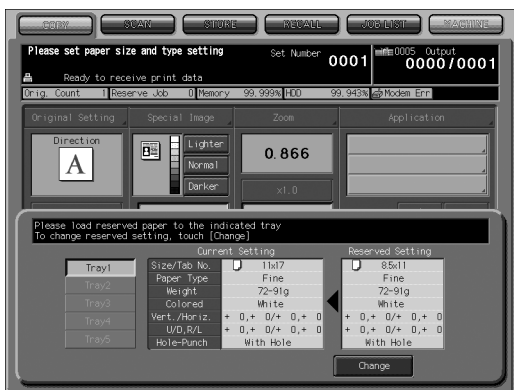 COPY SCAN STORE RECALL JOB LIST MACHINE
Please set paper size and type setting
Set Number 0001
0005 Output
0000/0001
Ready to receive print data
Orig. Count 1 Reserve Job 0 Memory 99.999% HDD 99.943% Modem Err
Original Setting Special Image Zoom Application
Direction
A
Lighter
Normal
Darker
0.866
x1.0
Please load reserved paper to the indicated tray
To change reserved setting, touch [Change]
Current Setting Reserved Setting
Tray1
Tray2
Tray3
Tray4
Tray5
Size/Tab No. 11x17 8.5x11
Paper Type Fine Fine
Weight 72-91g 72-91g
Colored White White
Vert./Horiz. + 0,+ 0/+ 0,+ 0 + 0,+ 0/+ 0,+ 0
U/D,R/L + 0,+ 0/+ 0,+ 0 + 0,+ 0/+ 0,+ 0
Hole-Punch With Hole With Hole
Change